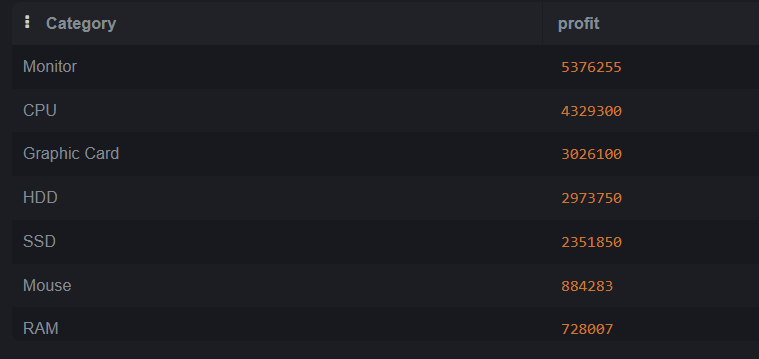 Category profit
Monitor 5376255
CPU 4329300
Graphic Card 3026100
HDD 2973750
SSD 2351850
Mouse 884283
RAM 728007